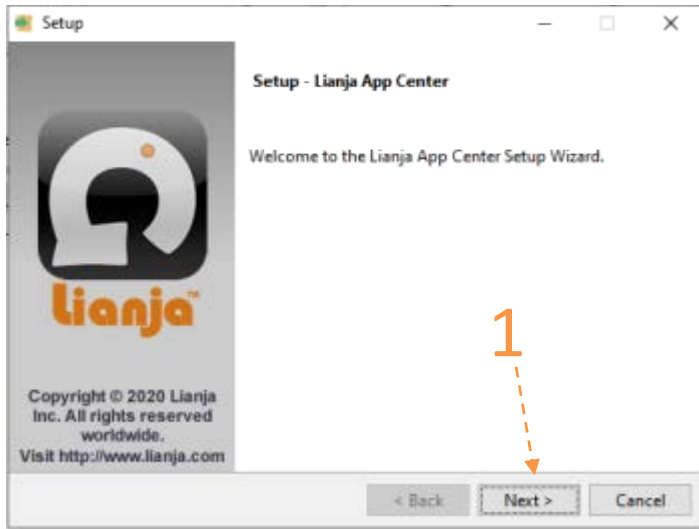 Setup
Setup - Lianja App Center
Welcome to the Lianja App Center Setup Wizard.
Lianja™
Copyright © 2020 Lianja
Inc. All rights reserved
worldwide.
Visit http://www.lianja.com
1
< Back
Next >
Cancel